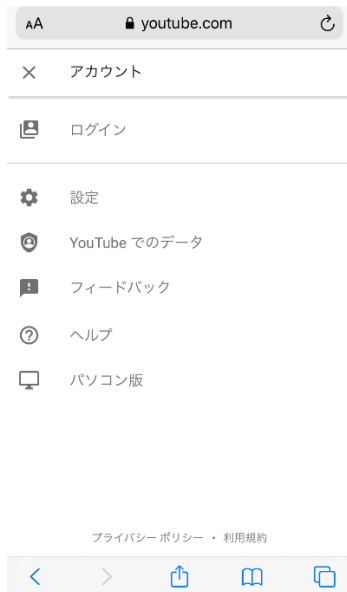 AA youtube.com
アカウント
ログイン
設定
YouTube でのデータ
フィードバック
ヘルプ
パソコン版
プライバシー ポリシー ・ 利用規約